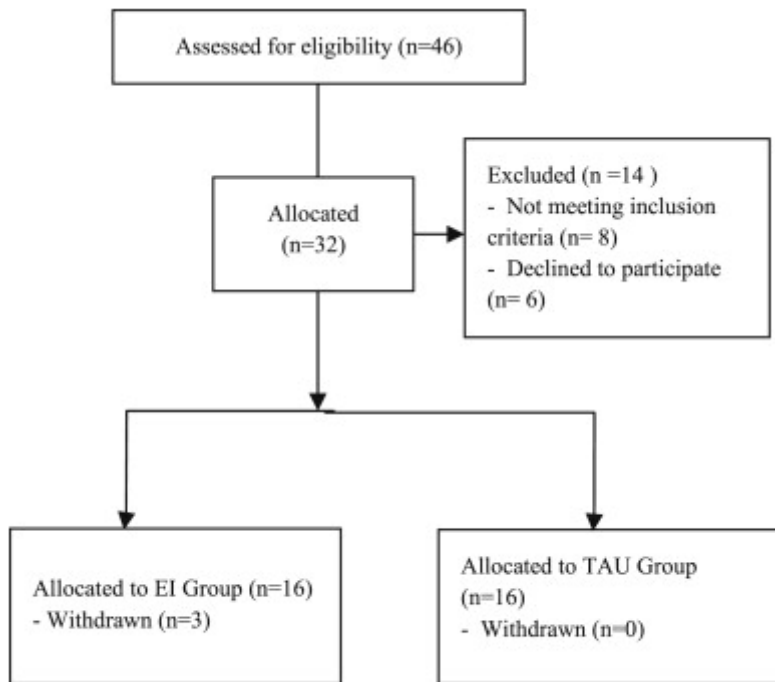 Assessed for eligibility (n=46)
Excluded (n =14 )
- Not meeting inclusion
criteria (n= 8)
- Declined to participate
(n= 6)
Allocated
(n=32)
Allocated to EI Group (n=16)
- Withdrawn (n=3)
Allocated to TAU Group
(n=16)
- Withdrawn (n=0)